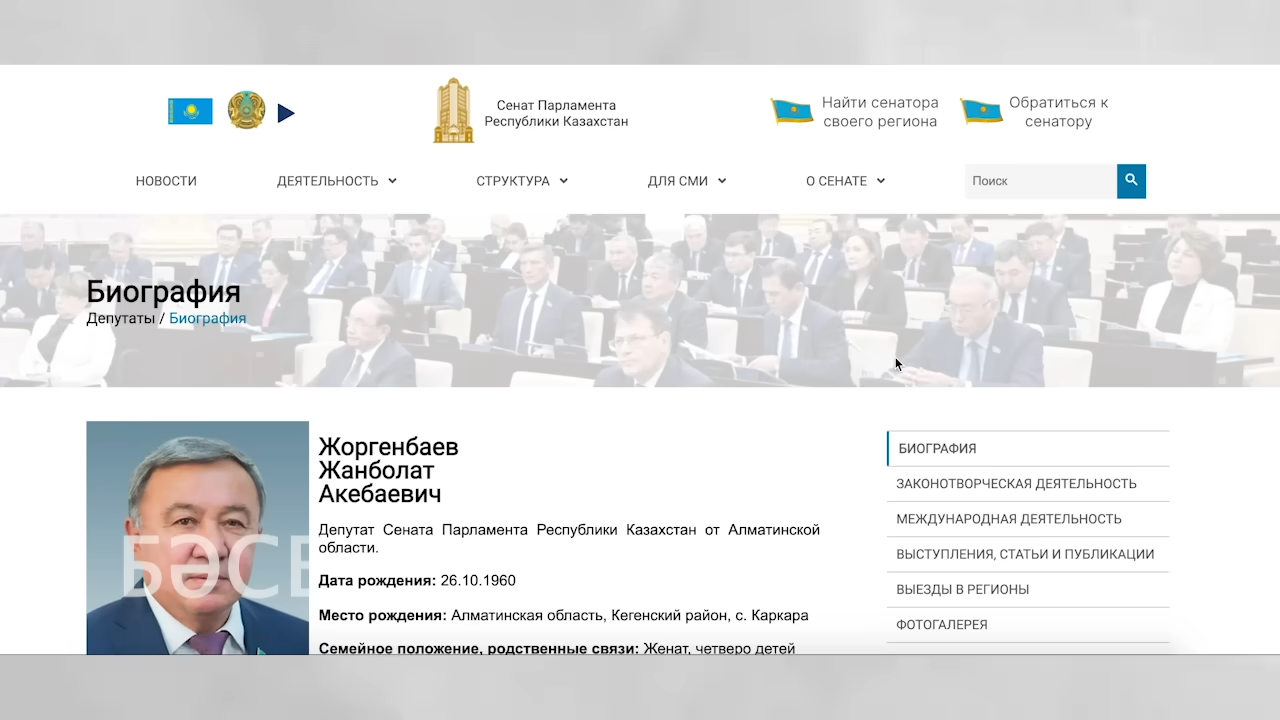 Сенат Парламента
Республики Казахстан
Найти сенатора
своего региона
Обратиться к
сенатору
НОВОСТИ
ДЕЯТЕЛЬНОСТЬ
СТРУКТУРА
ДЛЯ СМИ
О СЕНАТЕ
Поиск
Биография
Депутаты / Биография
Жоргенбаев
Жанболат
Акебаевич
Депутат Сената Парламента Республики Казахстан от Алматинской
области.
Дата рождения: 26.10.1960
Место рождения: Алматинская область, Кегенский район, с. Каркара
Семейное положение, родственные связи: Женат, четверо детей
БИОГРАФИЯ
ЗАКОНОТВОРЧЕСКАЯ ДЕЯТЕЛЬНОСТЬ
МЕЖДУНАРОДНАЯ ДЕЯТЕЛЬНОСТЬ
ВЫСТУПЛЕНИЯ, СТАТЬИ И ПУБЛИКАЦИИ
ВЫЕЗДЫ В РЕГИОНЫ
ФОТОГАЛЕРЕЯ
БӘСЕ